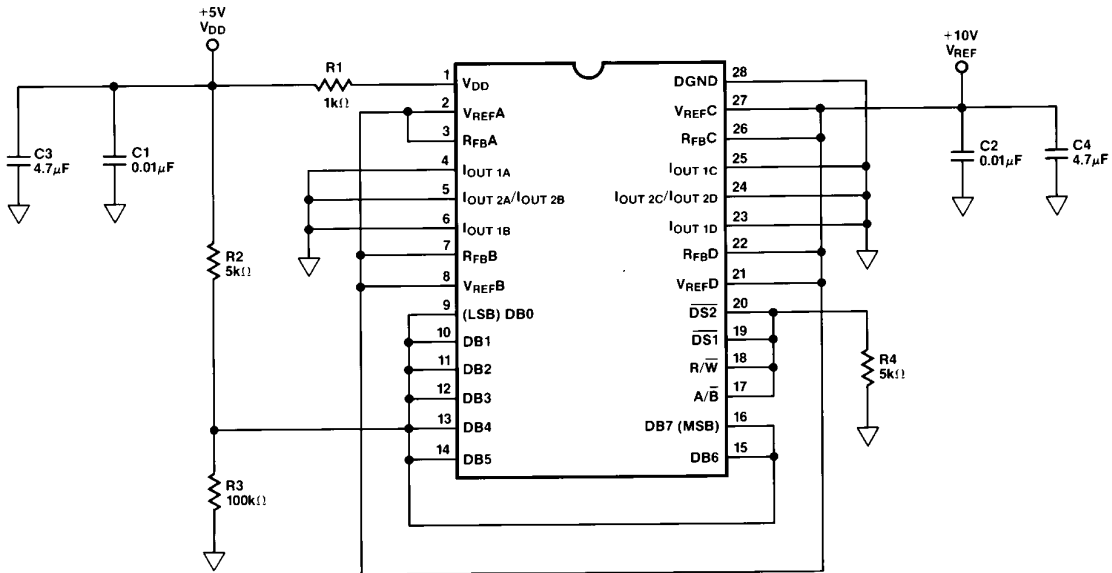 +5V
VDD
R1
1kΩ
C3
4.7μF
C1
0.01μF
R2
5kΩ
R3
100kΩ
1 VDD
2 VREFA
3 RFBA
4 IOUT 1A
5 IOUT 2A/IOUT 2B
6 IOUT 1B
7 RFBB
8 VREFB
9 (LSB) DB0
10 DB1
11 DB2
12 DB3
13 DB4
14 DB5
DGND 28
VREFC 27
RFBC 26
IOUT 1C 25
IOUT 2C/IOUT 2D 24
IOUT 1D 23
RFBD 22
VREFD 21
D̅S̅2̅ 20
D̅S̅1̅ 19
R/W̅ 18
A/B̅ 17
DB7 (MSB) 16
DB6 15
+10V
VREF
C2
0.01μF
C4
4.7μF
R4
5kΩ